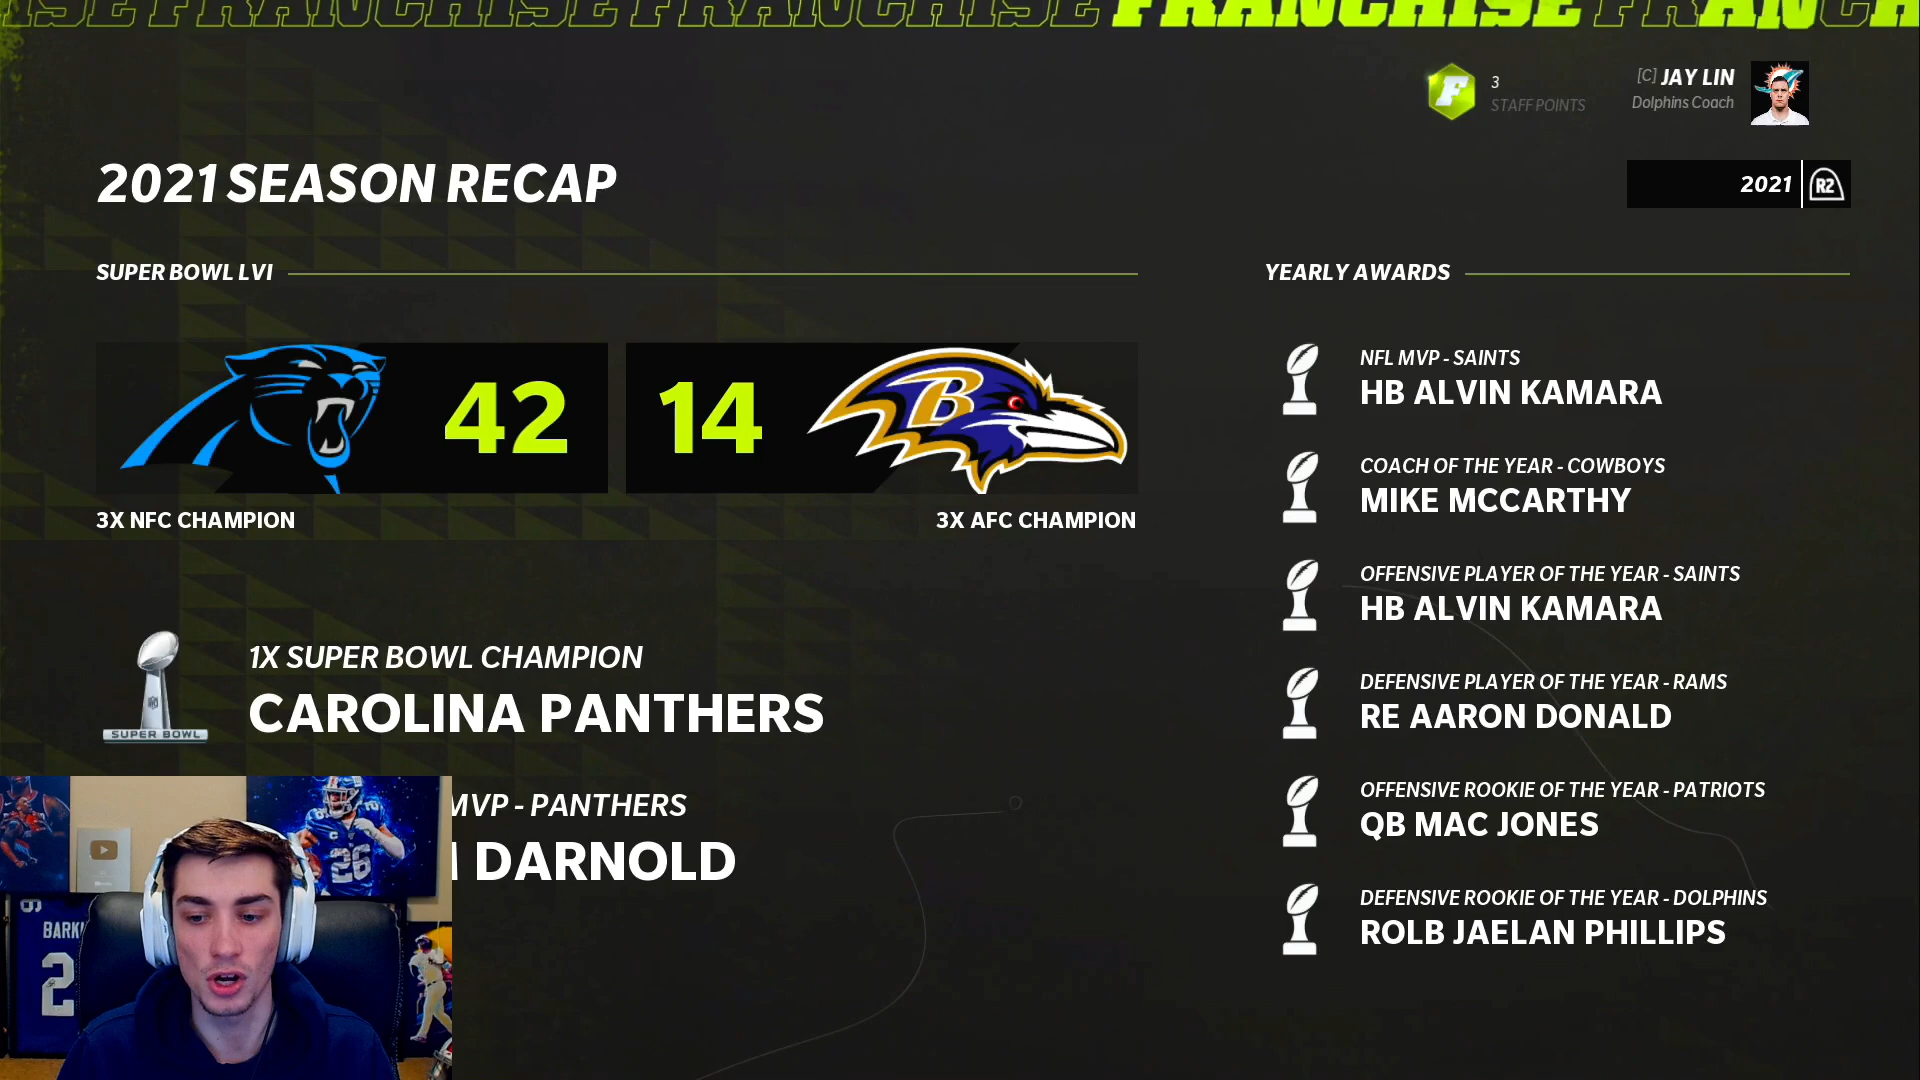 FRANCHISE FRANCHISE FRANCHISE
3
STAFF POINTS
[C] JAY LIN
Dolphins Coach
2021 SEASON RECAP
2021
R2
SUPER BOWL LVI
42
14
B
3X NFC CHAMPION
3X AFC CHAMPION
1X SUPER BOWL CHAMPION
CAROLINA PANTHERS
SUPER BOWL
MVP - PANTHERS
DARNOLD
YEARLY AWARDS
NFL MVP - SAINTS
HB ALVIN KAMARA
COACH OF THE YEAR - COWBOYS
MIKE MCCARTHY
OFFENSIVE PLAYER OF THE YEAR - SAINTS
HB ALVIN KAMARA
DEFENSIVE PLAYER OF THE YEAR - RAMS
RE AARON DONALD
OFFENSIVE ROOKIE OF THE YEAR - PATRIOTS
QB MAC JONES
DEFENSIVE ROOKIE OF THE YEAR - DOLPHINS
ROLB JAELAN PHILLIPS
26
BARK
2